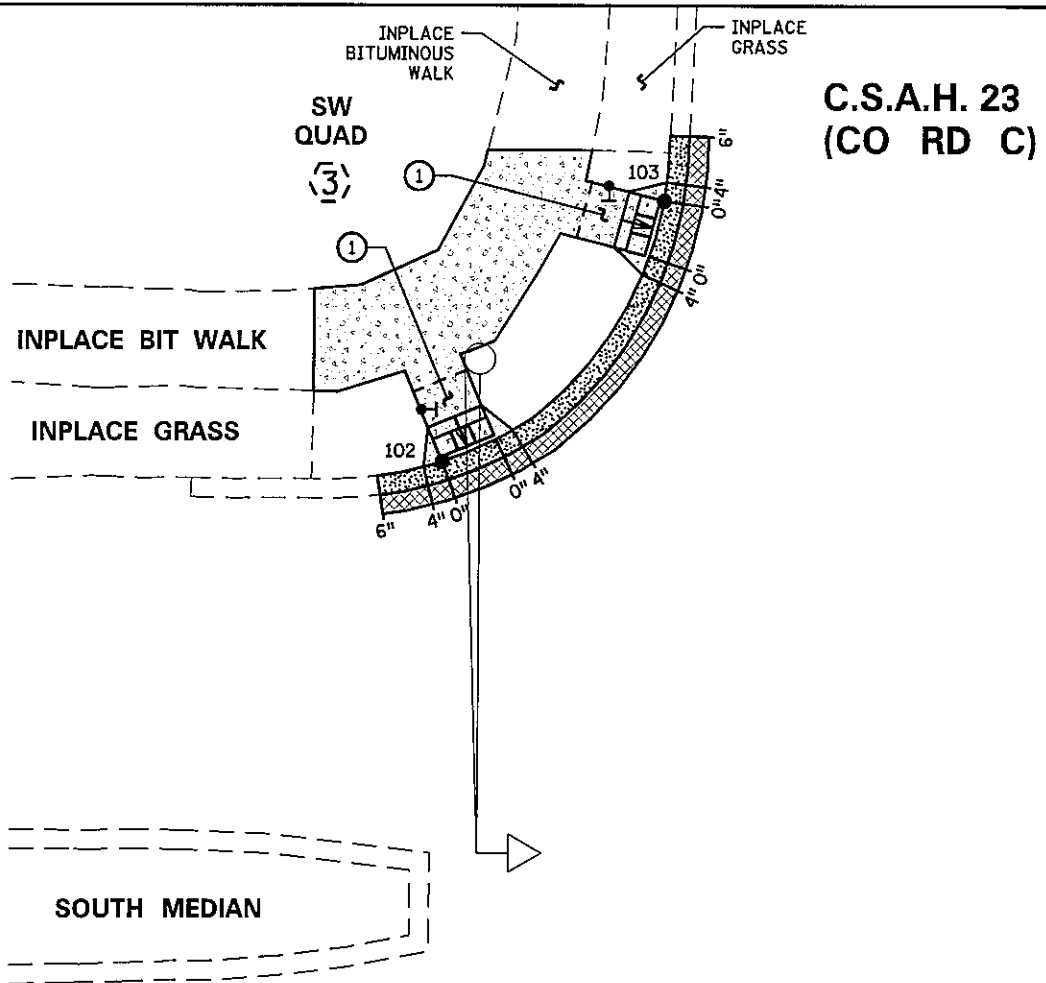 INPLACE
BITUMINOUS
WALK
INPLACE
GRASS
C.S.A.H. 23
(CO RD C)
SW
QUAD
3
1
103
6"
4"
0"
1
0"
4"
INPLACE BIT WALK
INPLACE GRASS
102
6"
4"
0"
0"
4"
SOUTH MEDIAN